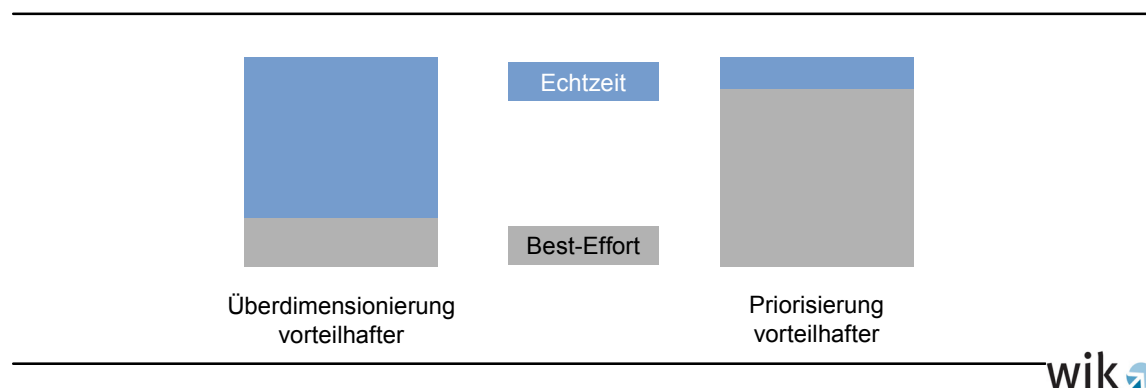 Echtzeit
Best-Effort
Überdimensionierung
vorteilhafter
Priorisierung
vorteilhafter
wik